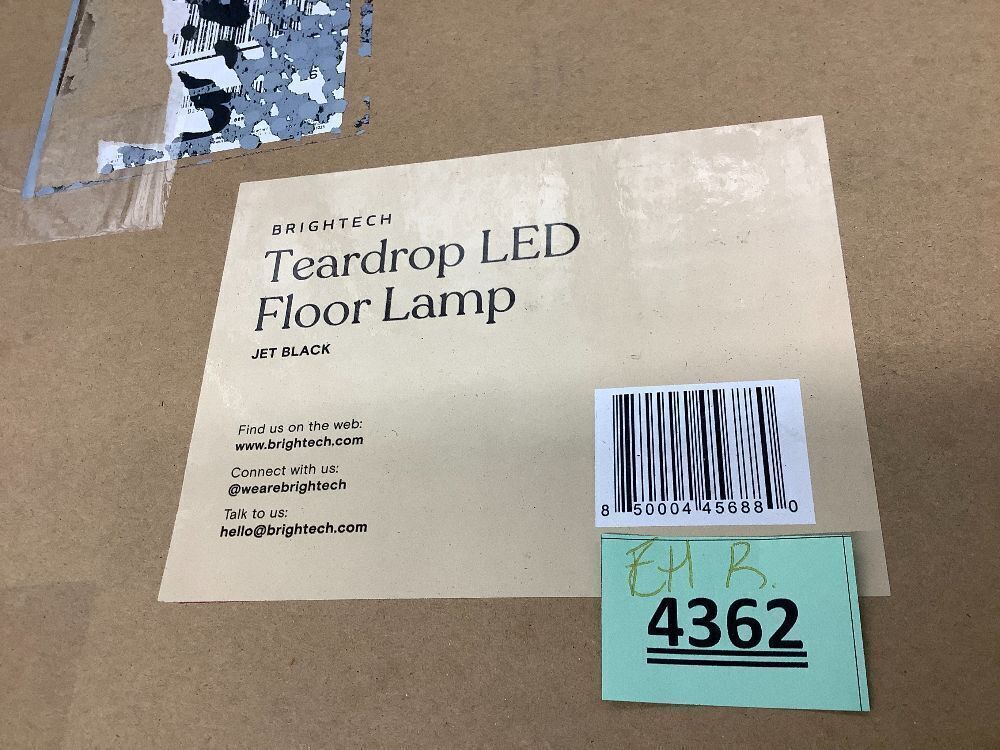 BRIGHTECH
Teardrop LED
Floor Lamp
JET BLACK
Find us on the web:
www.brightech.com
Connect with us:
@wearebrightech
Talk to us:
hello@brightech.com
8 50004 45688 0
EH R.
4362